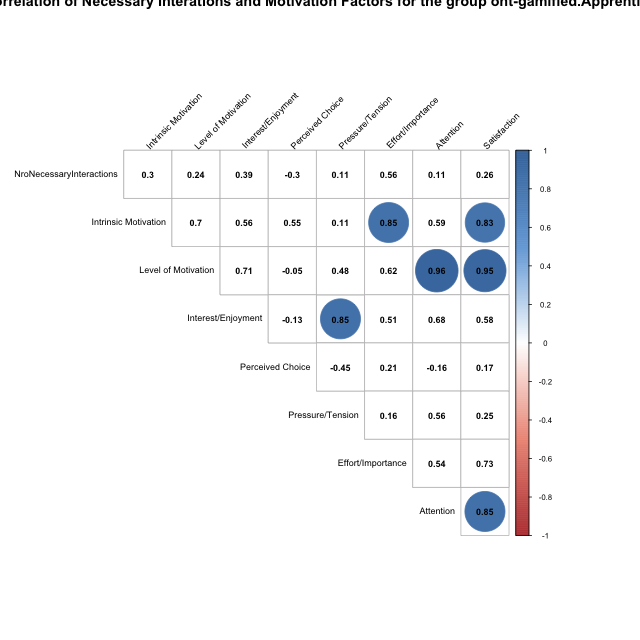 orrelation of Necessary Interations and Motivation Factors for the group ont-gamified.Apprenti
Intrinsic Motivation
Level of Motivation
Interest/Enjoyment
Perceived Choice
Pressure/Tension
Effort/Importance
Attention
Satisfaction
NroNecessaryInteractions 0.3 0.24 0.39 -0.3 0.11 0.56 0.11 0.26
Intrinsic Motivation 0.7 0.56 0.55 0.11 0.85 0.59 0.83
Level of Motivation 0.71 -0.05 0.48 0.62 0.96 0.95
Interest/Enjoyment -0.13 0.85 0.51 0.68 0.58
Perceived Choice -0.45 0.21 -0.16 0.17
Pressure/Tension 0.16 0.56 0.25
Effort/Importance 0.54 0.73
Attention 0.85
1
0.8
0.6
0.4
0.2
0
-0.2
-0.4
-0.6
-0.8
-1